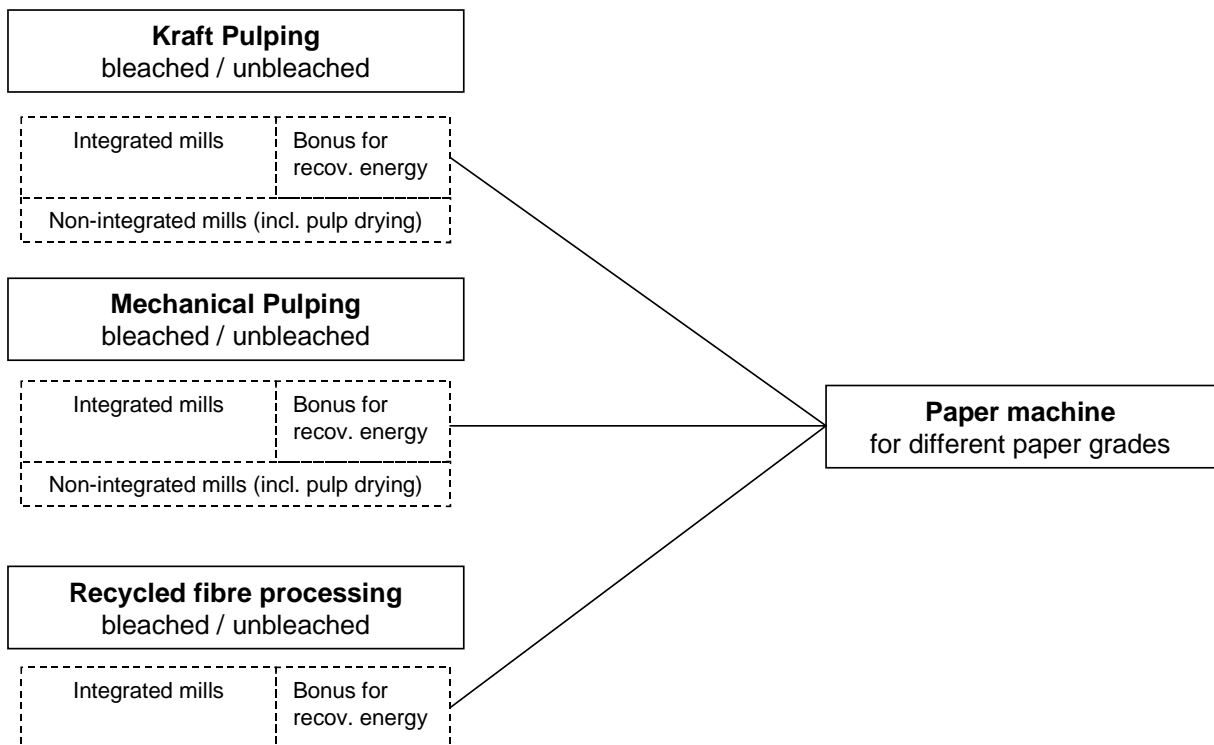 Kraft Pulping
bleached / unbleached
Integrated mills
Bonus for
recov. energy
Non-integrated mills (incl. pulp drying)
Mechanical Pulping
bleached / unbleached
Integrated mills
Bonus for
recov. energy
Non-integrated mills (incl. pulp drying)
Paper machine
for different paper grades
Recycled fibre processing
bleached / unbleached
Integrated mills
Bonus for
recov. energy